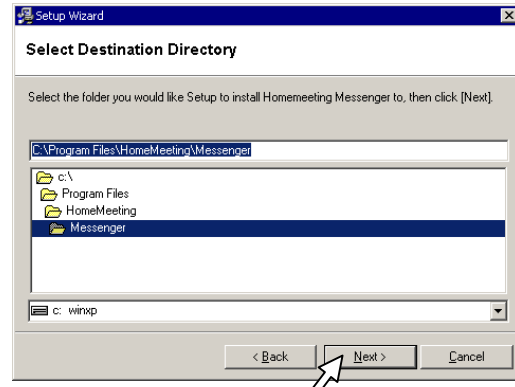 Setup Wizard
Select Destination Directory
Select the folder you would like Setup to install Homemeeting Messenger to, then click [Next].
C:\Program Files\HomeMeeting\Messenger
c:\
Program Files
HomeMeeting
Messenger
c: winxp
< Back Next > Cancel